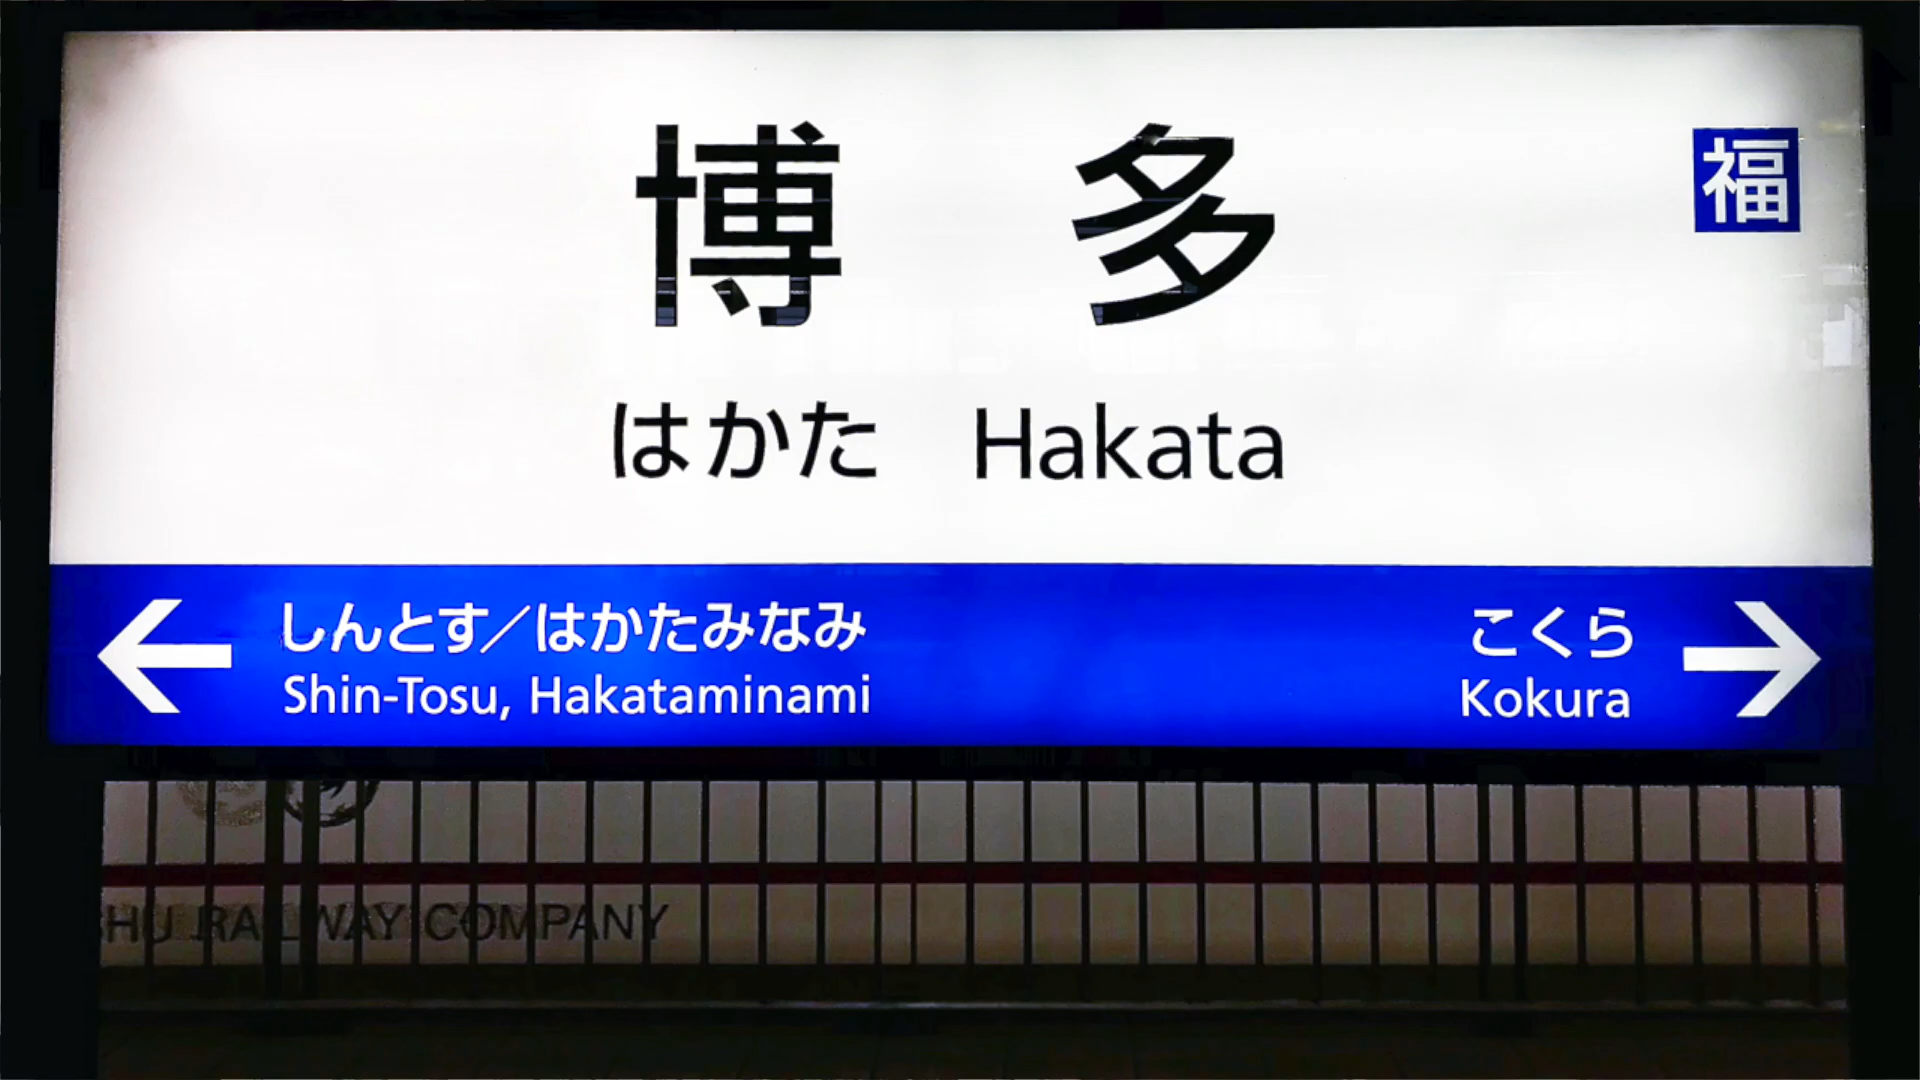 博多
福
はかた Hakata
しんとす/はかたみなみ
Shin-Tosu, Hakataminami
こくら
Kokura
RAILWAY COMPANY